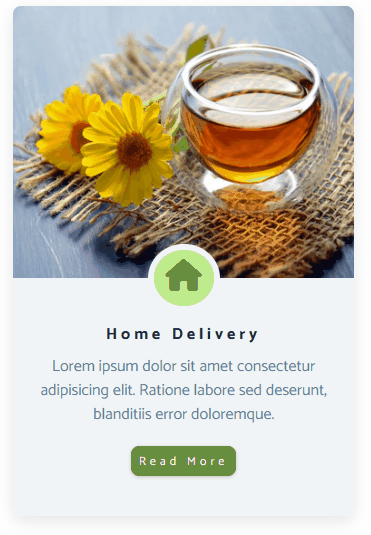 Home Delivery
Lorem ipsum dolor sit amet consectetur
adipisicing elit. Ratione labore sed deserunt,
blanditiis error doloremque.
Read More